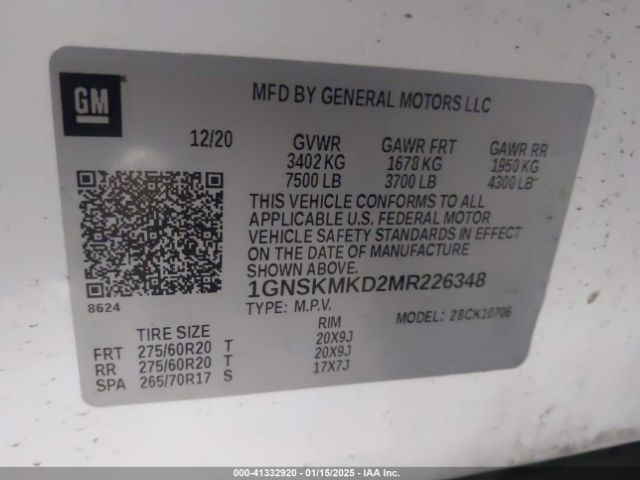 GM
MFD BY GENERAL MOTORS LLC
12/20 GVWR GAWR FRT GAWR RR
3402 KG 1678 KG 1950 KG
7500 LB 3700 LB 4300 LB
THIS VEHICLE CONFORMS TO ALL
APPLICABLE U.S. FEDERAL MOTOR
VEHICLE SAFETY STANDARDS IN EFFECT
ON THE DATE OF MANUFACTURE
SHOWN ABOVE.
8624 1GNSKMKD2MR226348
TYPE: M.P.V. MODEL: 28CK10706
TIRE SIZE RIM
FRT 275/60R20 T 20X9J
RR 275/60R20 T 20X9J
SPA 265/70R17 S 17X7J
000-41332920 - 01/15/2025 - IAA Inc.